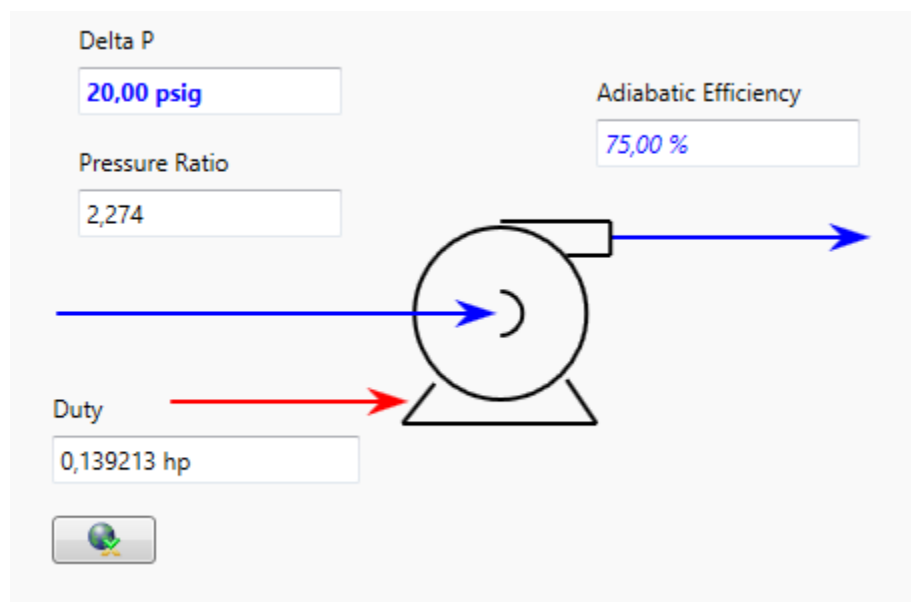 Delta P
20,00 psig
Adiabatic Efficiency
75,00 %
Pressure Ratio
2,274
Duty
0,139213 hp